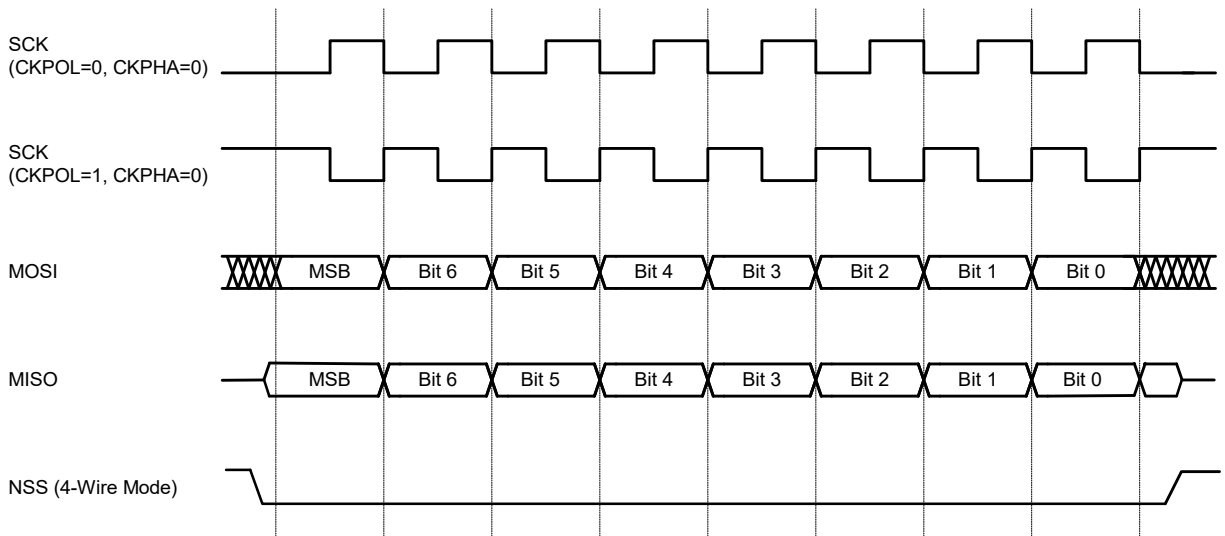 SCK
(CKPOL=0, CKPHA=0)
SCK
(CKPOL=1, CKPHA=0)
MOSI
MSB Bit 6 Bit 5 Bit 4 Bit 3 Bit 2 Bit 1 Bit 0
MISO
MSB Bit 6 Bit 5 Bit 4 Bit 3 Bit 2 Bit 1 Bit 0
NSS (4-Wire Mode)